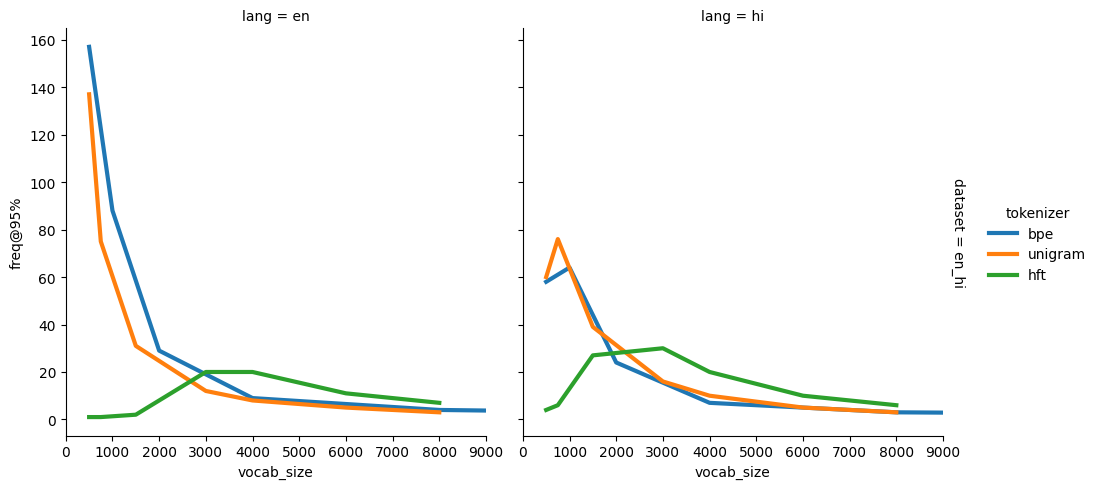 lang = en
lang = hi
160
140
120
100
80
60
40
20
0
freq@95%
0 1000 2000 3000 4000 5000 6000 7000 8000 9000
vocab_size
0 1000 2000 3000 4000 5000 6000 7000 8000 9000
vocab_size
dataset = en_hi
tokenizer
bpe
unigram
hft